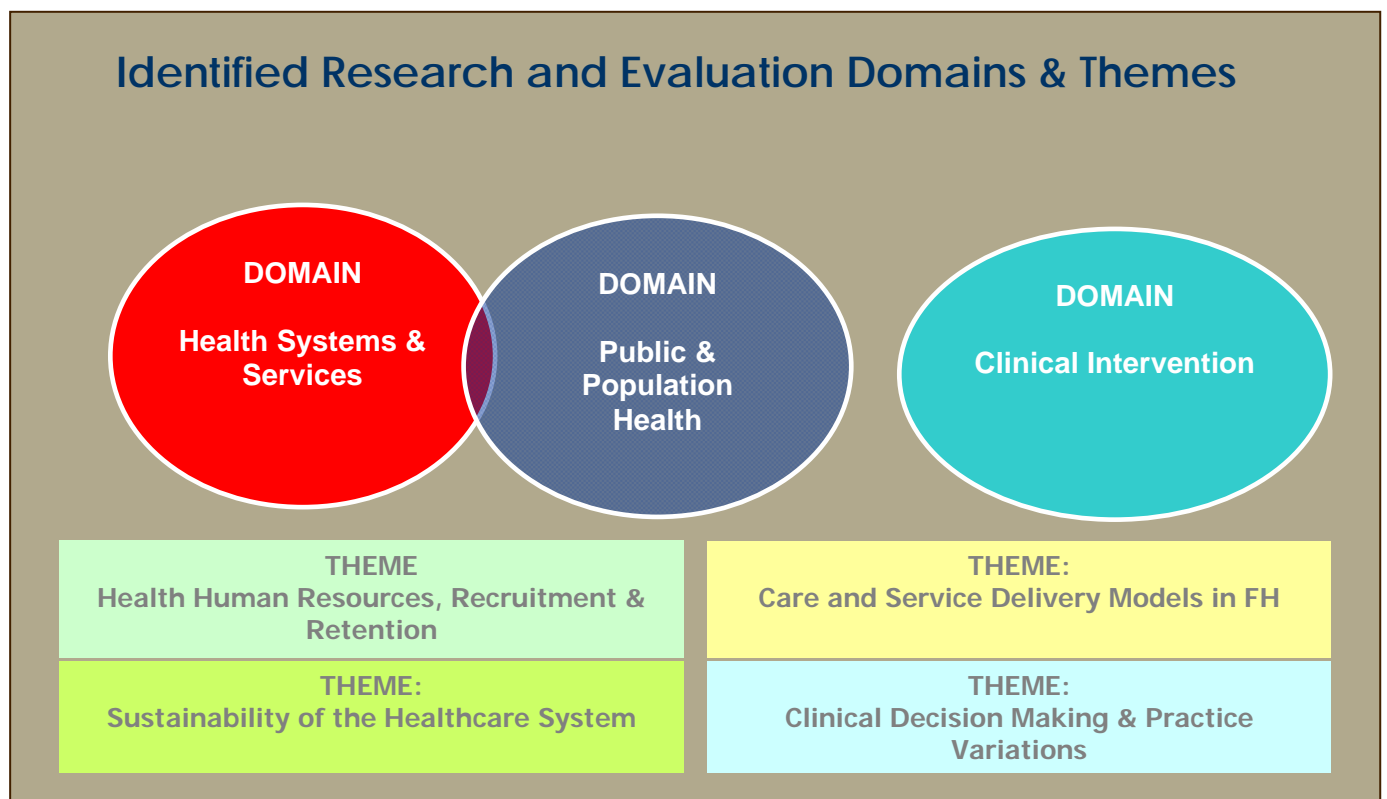 Identified Research and Evaluation Domains & Themes
DOMAIN
Health Systems &
Services
DOMAIN
Public &
Population
Health
DOMAIN
Clinical Intervention
THEME
Health Human Resources, Recruitment &
Retention
THEME:
Care and Service Delivery Models in FH
THEME:
Sustainability of the Healthcare System
THEME:
Clinical Decision Making & Practice
Variations